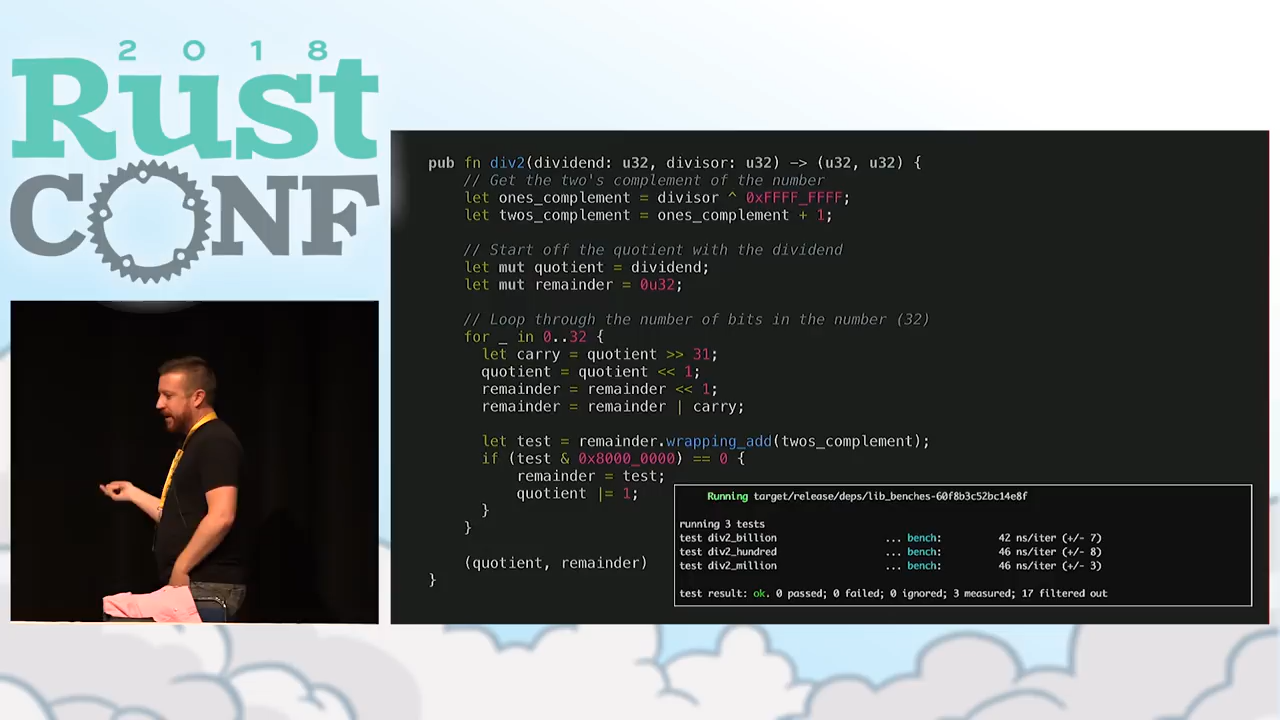 2018
Rust
CONF
pub fn div2(dividend: u32, divisor: u32) -> (u32, u32) {
// Get the two's complement of the number
let ones_complement = divisor ^ 0xFFFF_FFFF;
let twos_complement = ones_complement + 1;
// Start off the quotient with the dividend
let mut quotient = dividend;
let mut remainder = 0u32;
// Loop through the number of bits in the number (32)
for _ in 0..32 {
let carry = quotient >> 31;
quotient = quotient << 1;
remainder = remainder << 1;
remainder = remainder | carry;
let test = remainder.wrapping_add(twos_complement);
if (test & 0x8000_0000) == 0 {
remainder = test;
quotient |= 1;
}
}
(quotient, remainder)
}
Running target/release/deps/lib_benches-60f8b3c52bc14e8f
running 3 tests
test div2_billion ... bench: 42 ns/iter (+/- 7)
test div2_hundred ... bench: 46 ns/iter (+/- 8)
test div2_million ... bench: 46 ns/iter (+/- 3)
test result: ok. 0 passed; 0 failed; 0 ignored; 3 measured; 17 filtered out